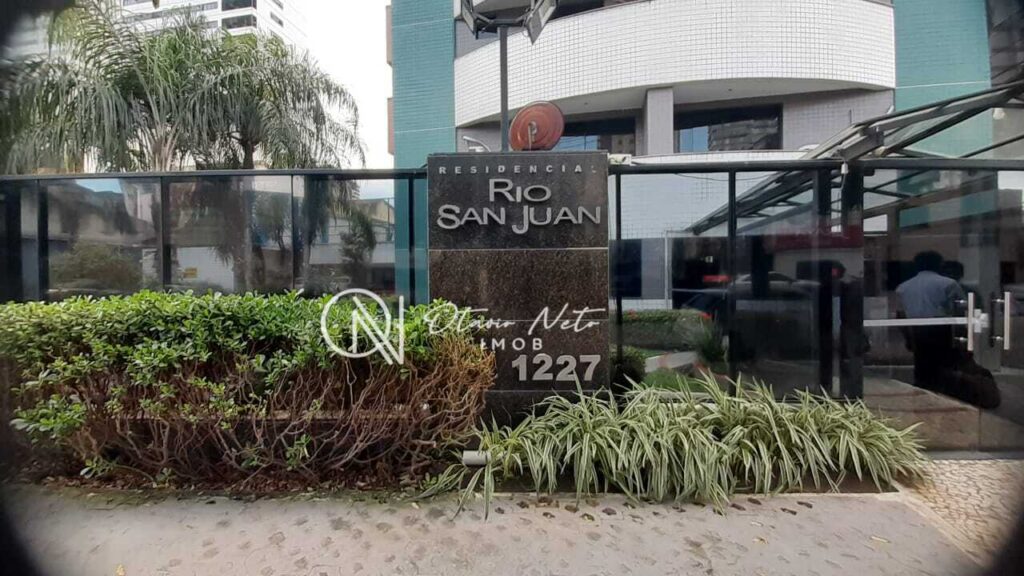 RESIDENCIAL
RIO
SAN JUAN
Otavio Neto
IMOB
1227